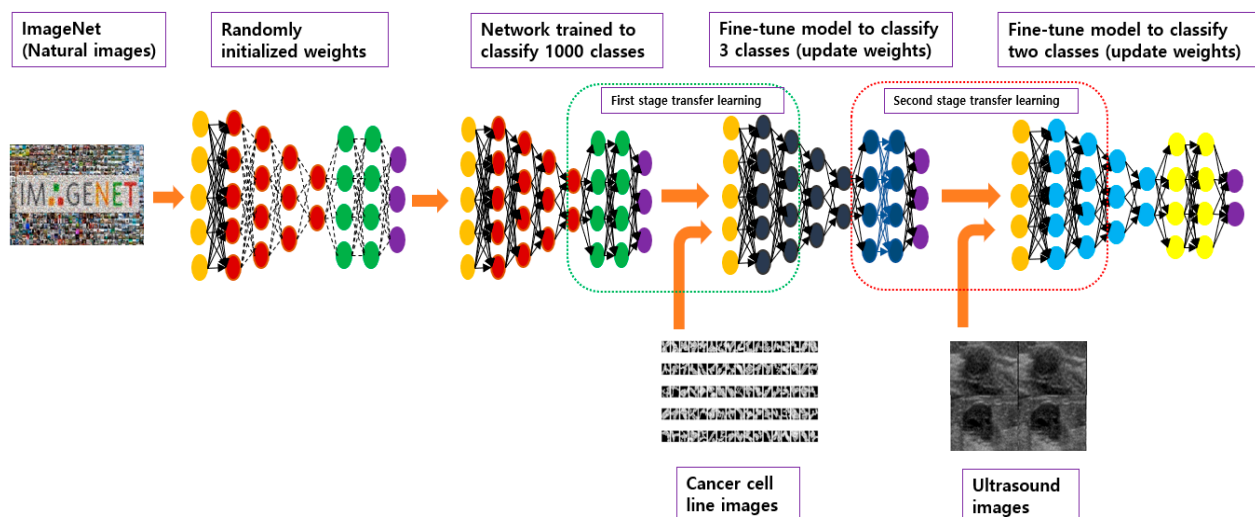 ImageNet
(Natural images)
Randomly
initialized weights
Network trained to
classify 1000 classes
Fine-tune model to classify
3 classes (update weights)
Fine-tune model to classify
two classes (update weights)
First stage transfer learning
Second stage transfer learning
IMAGENET
Cancer cell
line images
Ultrasound
images